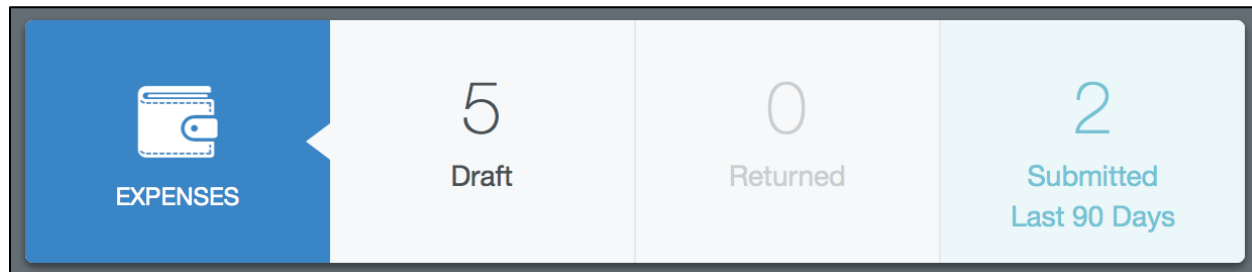 EXPENSES
5
Draft
0
Returned
2
Submitted
Last 90 Days